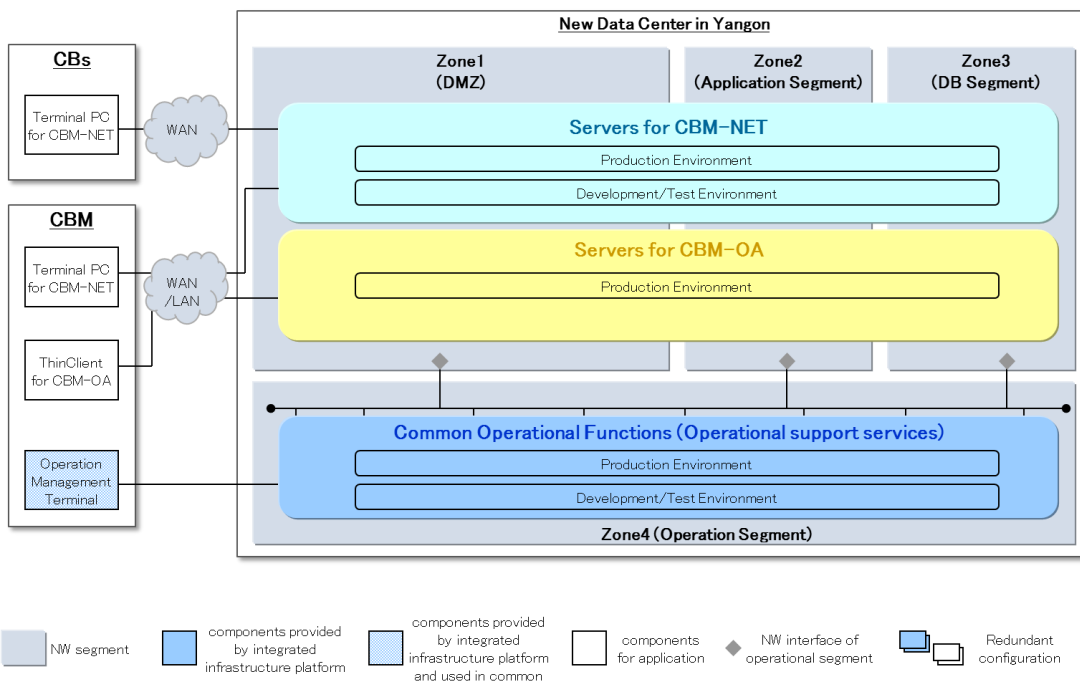 New Data Center in Yangon
CBs
Terminal PC
for CBM-NET
WAN
CBM
Terminal PC
for CBM-NET
WAN
/LAN
ThinClient
for CBM-OA
Operation
Management
Terminal
Zone1
(DMZ)
Zone2
(Application Segment)
Zone3
(DB Segment)
Servers for CBM-NET
Production Environment
Development/Test Environment
Servers for CBM-OA
Production Environment
Common Operational Functions (Operational support services)
Production Environment
Development/Test Environment
Zone4 (Operation Segment)
NW segment
components provided
by integrated
infrastructure platform
components provided
by integrated
infrastructure platform
and used in common
components
for application
NW interface of
operational segment
Redundant
configuration